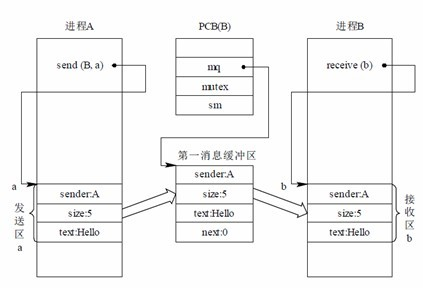 进程A PCB(B) 进程B
send (B, a) mq receive (b)
mutex
sm
第一消息缓冲区
sender:A
a sender:A size:5 b sender:A
size:5 text:Hello size:5
text:Hello next:0 text:Hello
发送区a
接收区b